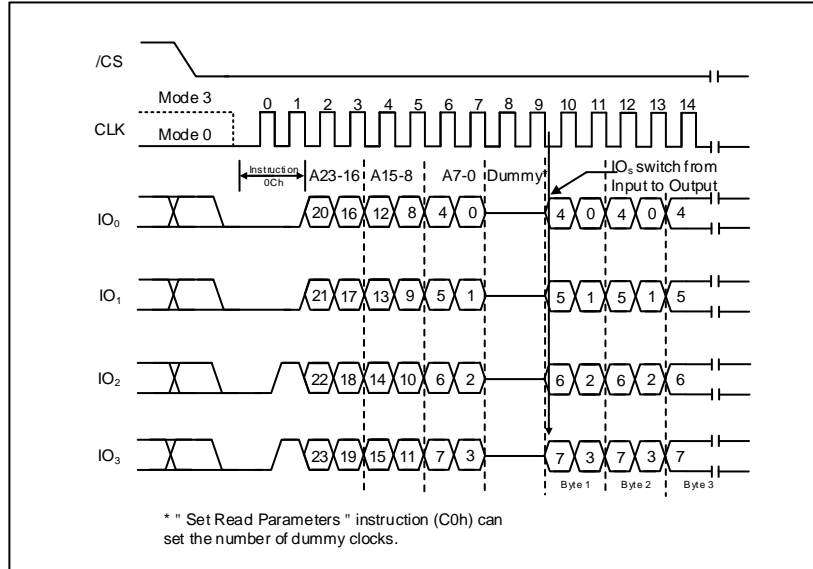 /CS
Mode 3
0 1 2 3 4 5 6 7 8 9 10 11 12 13 14
CLK
Mode 0
Instruction
0Ch
A23-16 A15-8 A7-0 Dummy*
IOs switch from
Input to Output
IO0 20 16 12 8 4 0 4 0 4 0 4
IO1 21 17 13 9 5 1 5 1 5 1 5
IO2 22 18 14 10 6 2 6 2 6 2 6
IO3 23 19 15 11 7 3 7 3 7 3 7
Byte 1 Byte 2 Byte 3
* " Set Read Parameters " instruction (C0h) can
set the number of dummy clocks.